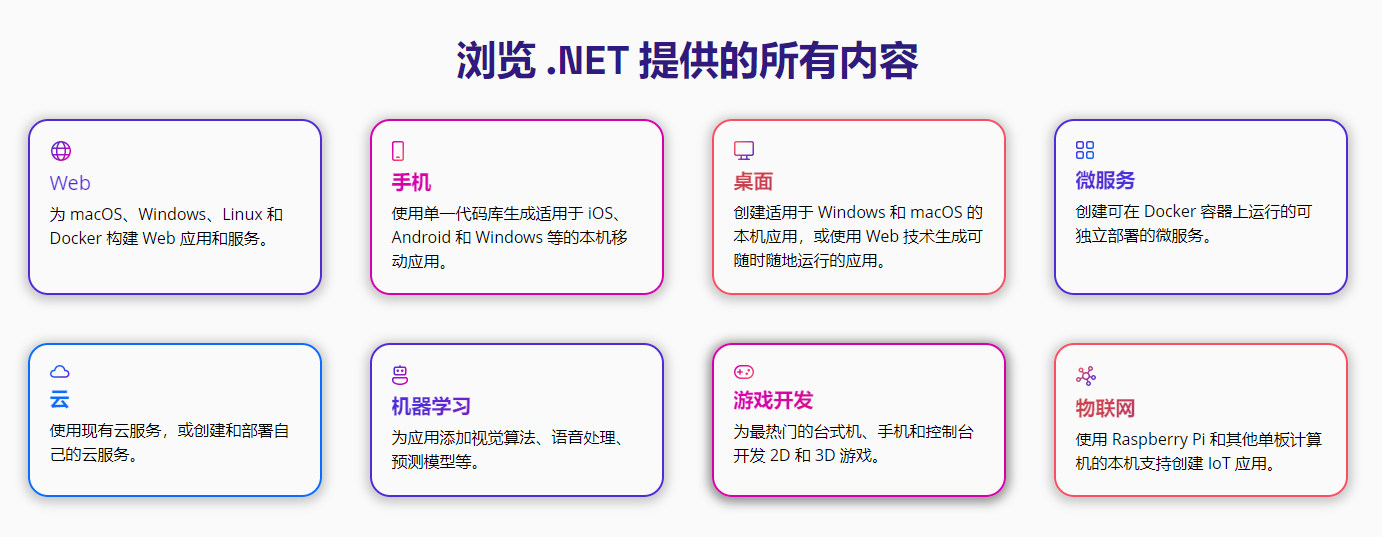 浏览 .NET 提供的所有内容
Web
为 macOS、Windows、Linux 和
Docker 构建 Web 应用和服务。
手机
使用单一代码库生成适用于 iOS、
Android 和 Windows 等的本机移
动应用。
桌面
创建适用于 Windows 和 macOS 的
本机应用，或使用 Web 技术生成可
随时随地运行的应用。
微服务
创建可在 Docker 容器上运行的可
独立部署的微服务。
云
使用现有云服务，或创建和部署自
己的云服务。
机器学习
为应用添加视觉算法、语音处理、
预测模型等。
游戏开发
为最热门的台式机、手机和控制台
开发 2D 和 3D 游戏。
物联网
使用 Raspberry Pi 和其他单板计算
机的本机支持创建 IoT 应用。